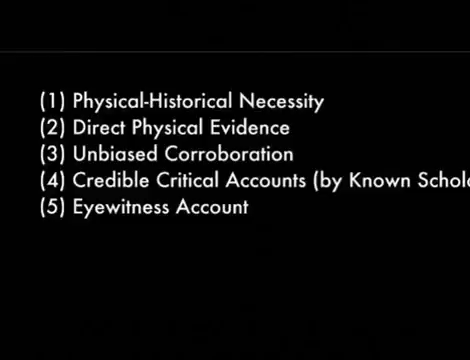 (1) Physical-Historical Necessity
(2) Direct Physical Evidence
(3) Unbiased Corroboration
(4) Credible Critical Accounts (by Known Schol
(5) Eyewitness Account